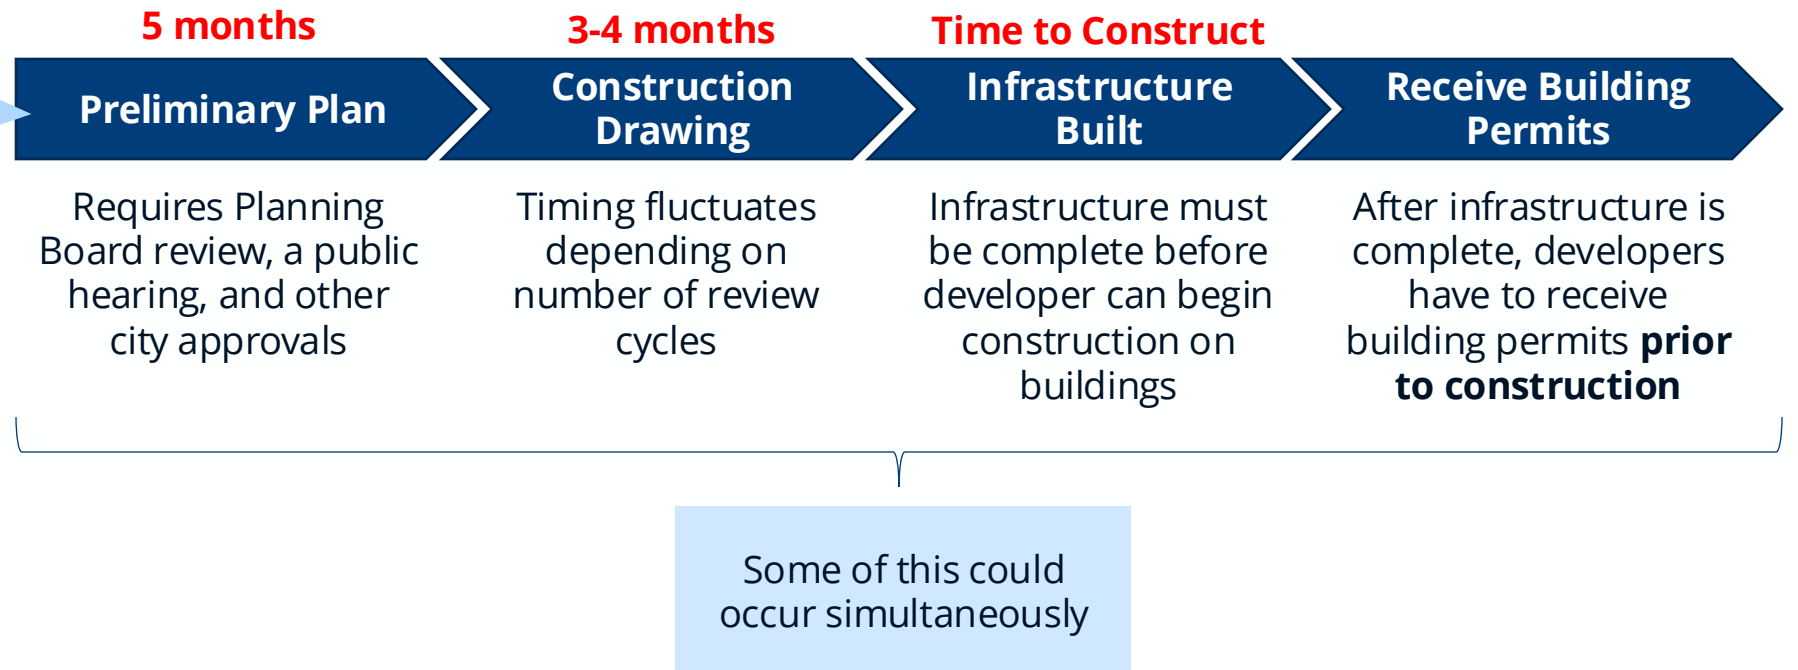 5 months
Preliminary Plan
Requires Planning
Board review, a public
hearing, and other
city approvals
3-4 months
Construction
Drawing
Timing fluctuates
depending on
number of review
cycles
Time to Construct
Infrastructure
Built
Infrastructure must
be complete before
developer can begin
construction on
buildings
Receive Building
Permits
After infrastructure is
complete, developers
have to receive
building permits prior
to construction
Some of this could
occur simultaneously